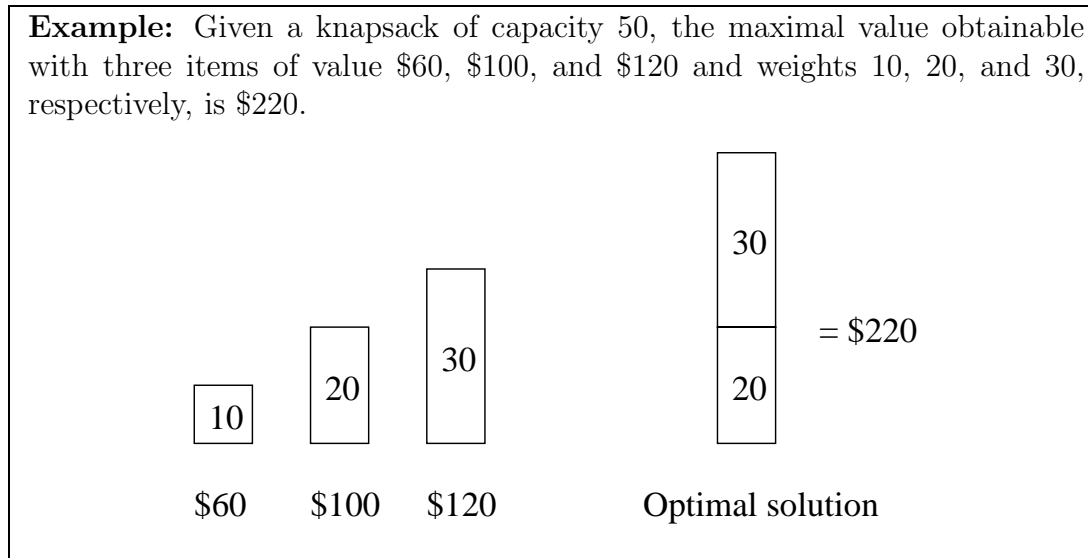 Example: Given a knapsack of capacity 50, the maximal value obtainable
with three items of value $60, $100, and $120 and weights 10, 20, and 30,
respectively, is $220.
30
30
= $220
20
20
10
$60 $100 $120 Optimal solution